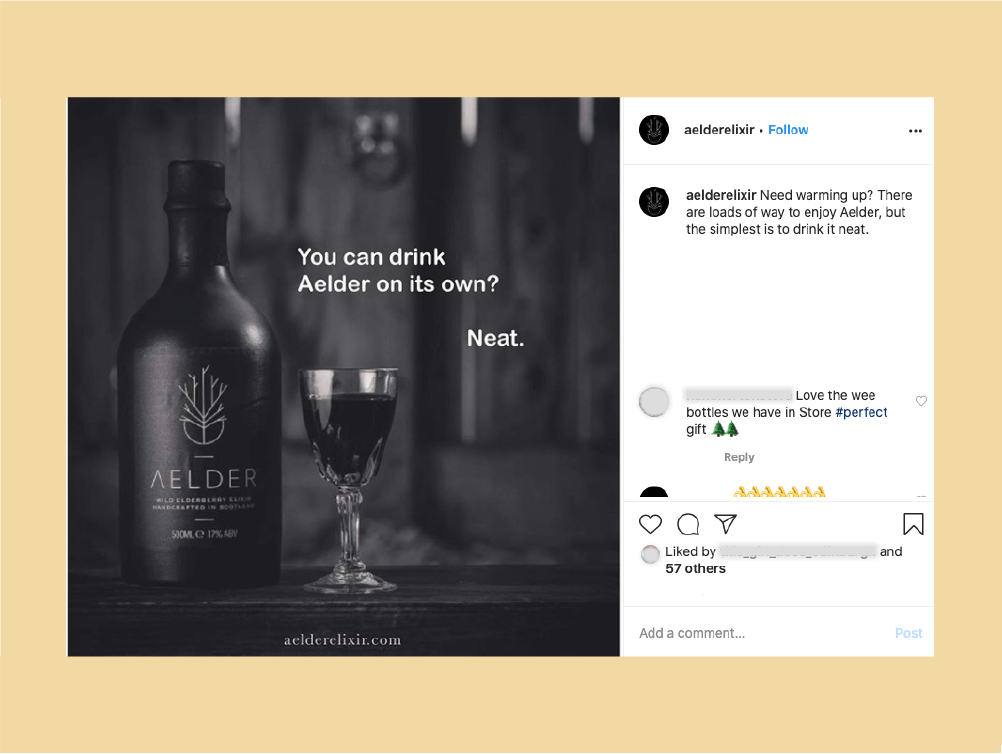 You can drink
Aelder on its own?
Neat.
AELDER
WILD ELDERBERRY ELIXIR
HANDCRAFTED IN SCOTLAND
500ML ℮ 17% ABV
aelderelixir.com
aelderelixir • Follow
aelderelixir Need warming up? There
are loads of way to enjoy Aelder, but
the simplest is to drink it neat.
Love the wee
bottles we have in Store #perfect
gift 🌲🌲
Reply
Liked by
and
57 others
Add a comment...
Post